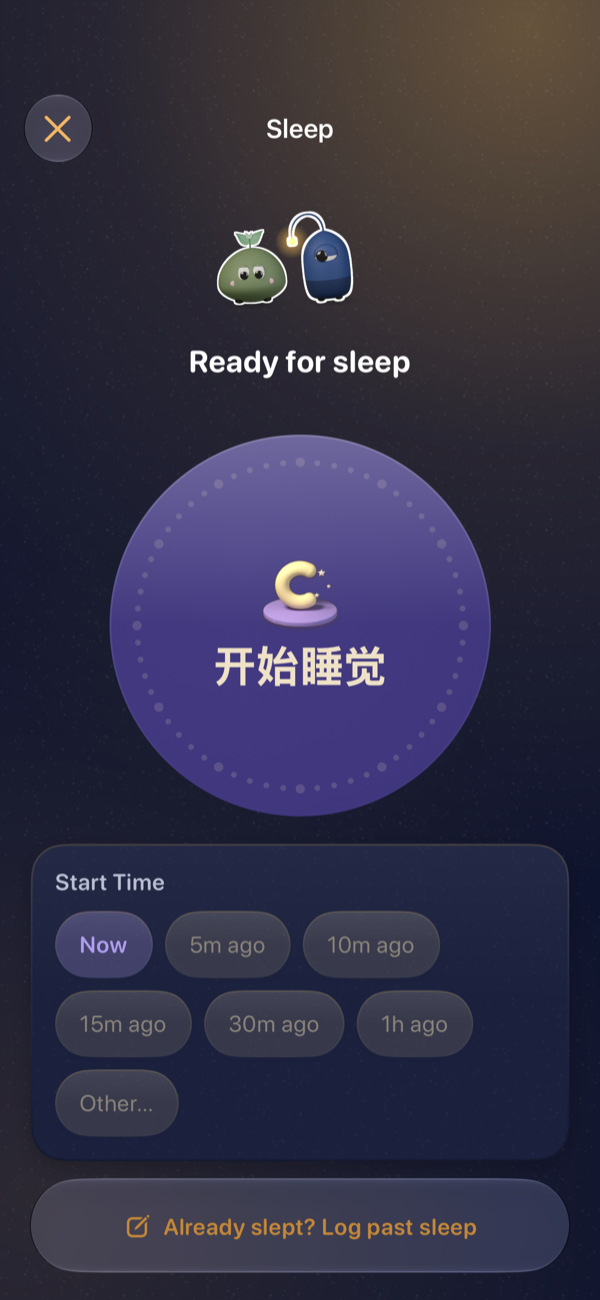 Sleep
Ready for sleep
开始睡觉
Start Time
Now
5m ago
10m ago
15m ago
30m ago
1h ago
Other...
Already slept? Log past sleep